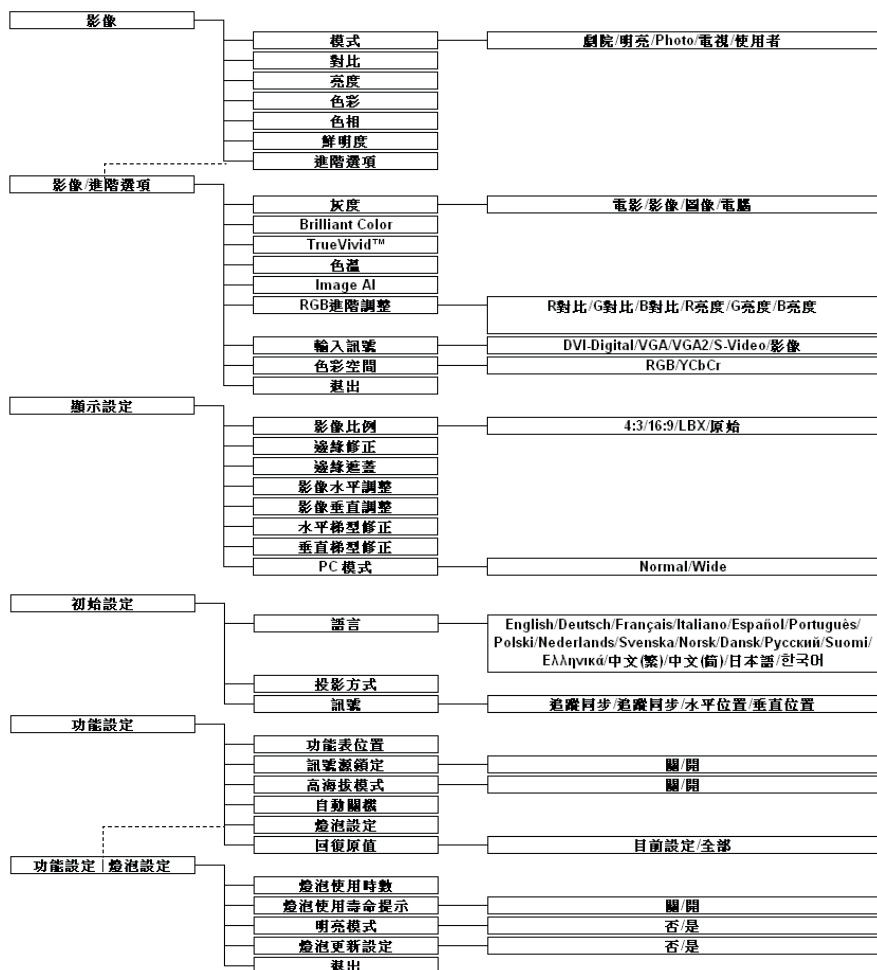 影像
模式 劇院/明亮/Photo/電視/使用者
對比
亮度
色彩
色相
鮮明度
進階選項
影像/進階選項
灰度 電影/影像/圖像/電腦
Brilliant Color
TrueVivid™
色溫
Image AI
RGB進階調整 R對比/G對比/B對比/R亮度/G亮度/B亮度
輸入訊號 DVI-Digital/VGA/VGA2/S-Video/影像
色彩空間 RGB/YCbCr
退出
顯示設定
影像比例 4:3/16:9/LBX/原始
邊緣修正
邊緣遮蓋
影像水平調整
影像垂直調整
水平梯型修正
垂直梯型修正
PC 模式 Normal/Wide
初始設定
語言 English/Deutsch/Français/Italiano/Español/Português/
Polski/Nederlands/Svenska/Norsk/Dansk/Русский/Suomi/
Ελληνικά/中文(繁)/中文(简)/日本語/한국어
投影方式
訊號 追蹤同步/追蹤同步/水平位置/垂直位置
功能設定
功能表位置
訊號源鎖定 關/開
高海拔模式 關/開
自動關機
燈泡設定
回復原值 目前設定/全部
功能設定 | 燈泡設定
燈泡使用時數
燈泡使用壽命提示 關/開
明亮模式 否/是
燈泡更新設定 否/是
退出